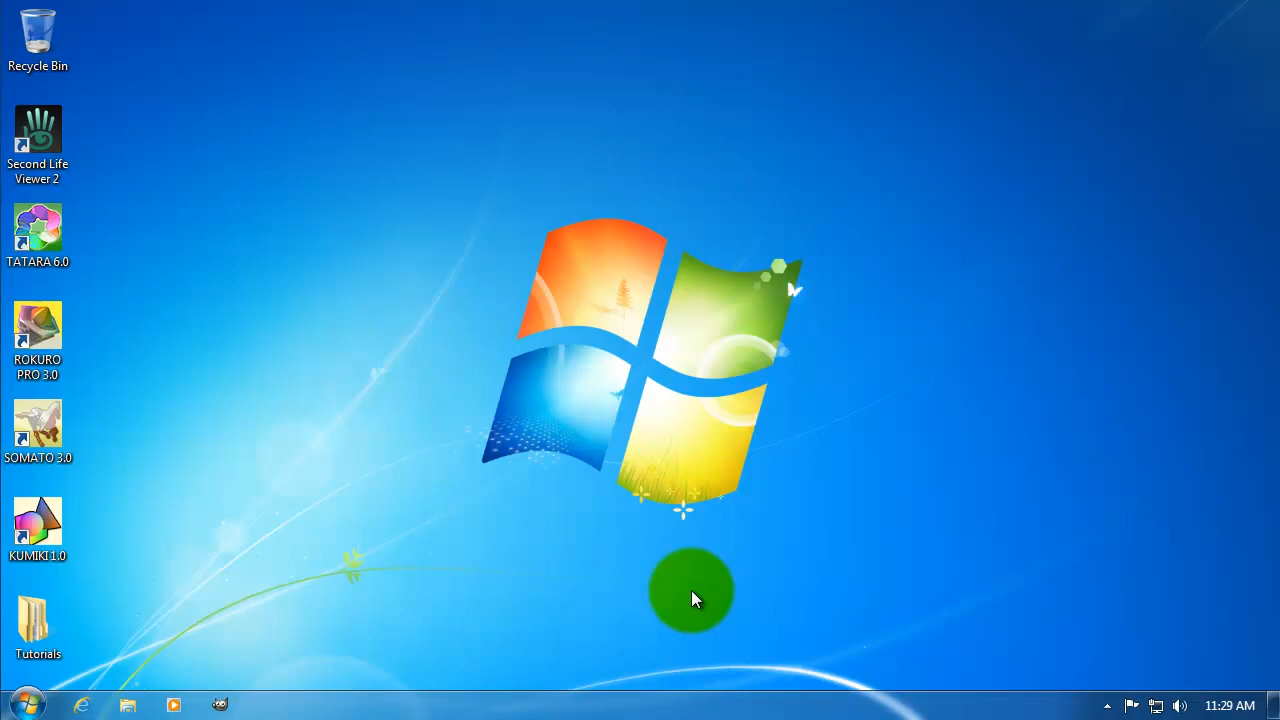 Recycle Bin
Second Life
Viewer 2
TATARA 6.0
ROKURO
PRO 3.0
SOMATO 3.0
KUMIKI 1.0
Tutorials
11:29 AM